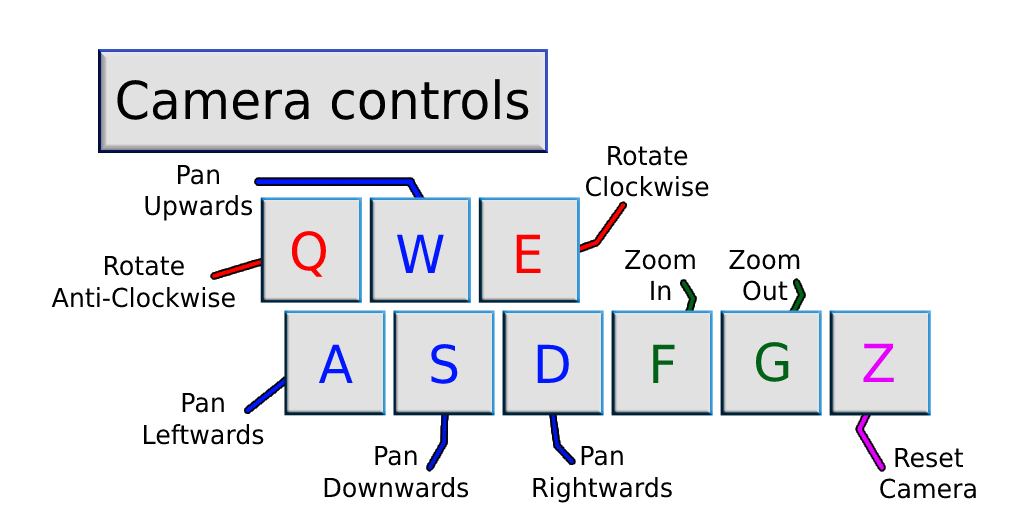 Camera controls
Pan
Upwards
Rotate
Clockwise
Q
W
E
Rotate
Anti-Clockwise
Zoom
In
Zoom
Out
A
S
D
F
G
Z
Pan
Leftwards
Pan
Downwards
Pan
Rightwards
Reset
Camera